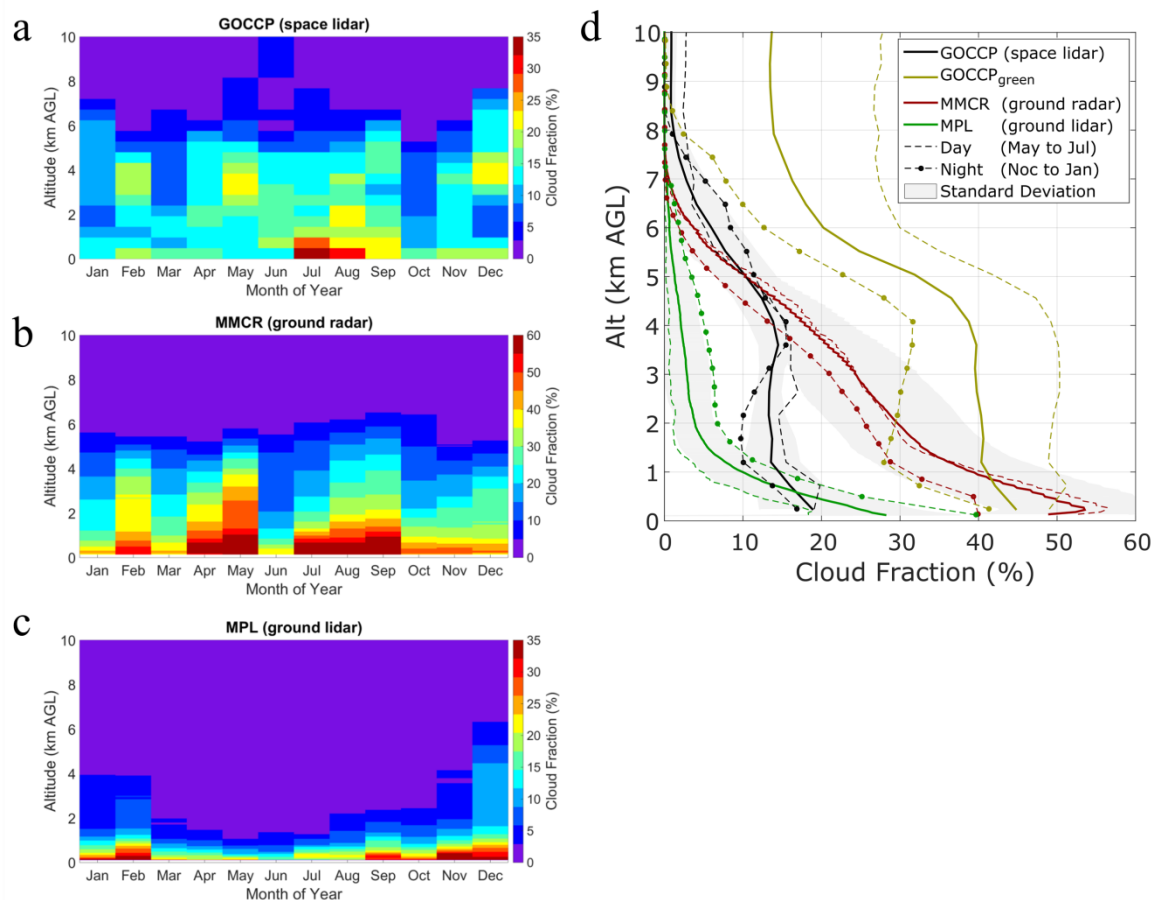 a
GOCCP (space lidar)
10
8
6
4
2
0
Altitude (km AGL)
Jan Feb Mar Apr May Jun Jul Aug Sep Oct Nov Dec
Month of Year
35
30
25
20
15
10
5
0
Cloud Fraction (%)
b
MMCR (ground radar)
10
8
6
4
2
0
Altitude (km AGL)
Jan Feb Mar Apr May Jun Jul Aug Sep Oct Nov Dec
Month of Year
60
50
40
30
20
10
0
Cloud Fraction (%)
c
MPL (ground lidar)
10
8
6
4
2
0
Altitude (km AGL)
Jan Feb Mar Apr May Jun Jul Aug Sep Oct Nov Dec
Month of Year
35
30
25
20
15
10
5
0
Cloud Fraction (%)
d
GOCCP (space lidar)
GOCCPgreen
MMCR (ground radar)
MPL (ground lidar)
Day (May to Jul)
Night (Noc to Jan)
Standard Deviation
10
9
8
7
6
5
4
3
2
1
0
Alt (km AGL)
0 10 20 30 40 50 60
Cloud Fraction (%)